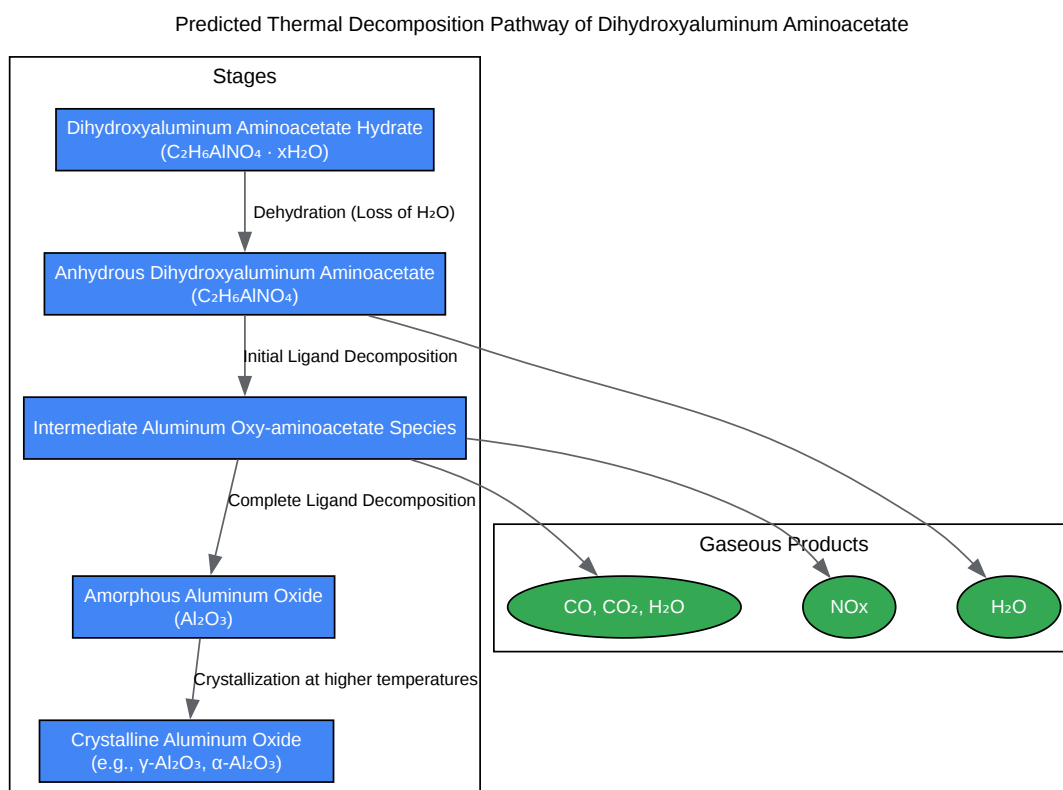 Predicted Thermal Decomposition Pathway of Dihydroxyaluminum Aminoacetate
Stages
Dihydroxyaluminum Aminoacetate Hydrate
(C₂H₆AlNO₄ · xH₂O)
Dehydration (Loss of H₂O)
Anhydrous Dihydroxyaluminum Aminoacetate
(C₂H₆AlNO₄)
Initial Ligand Decomposition
Intermediate Aluminum Oxy-aminoacetate Species
Complete Ligand Decomposition
Amorphous Aluminum Oxide
(Al₂O₃)
Crystallization at higher temperatures
Crystalline Aluminum Oxide
(e.g., γ-Al₂O₃, α-Al₂O₃)
Gaseous Products
CO, CO₂, H₂O
NOx
H₂O